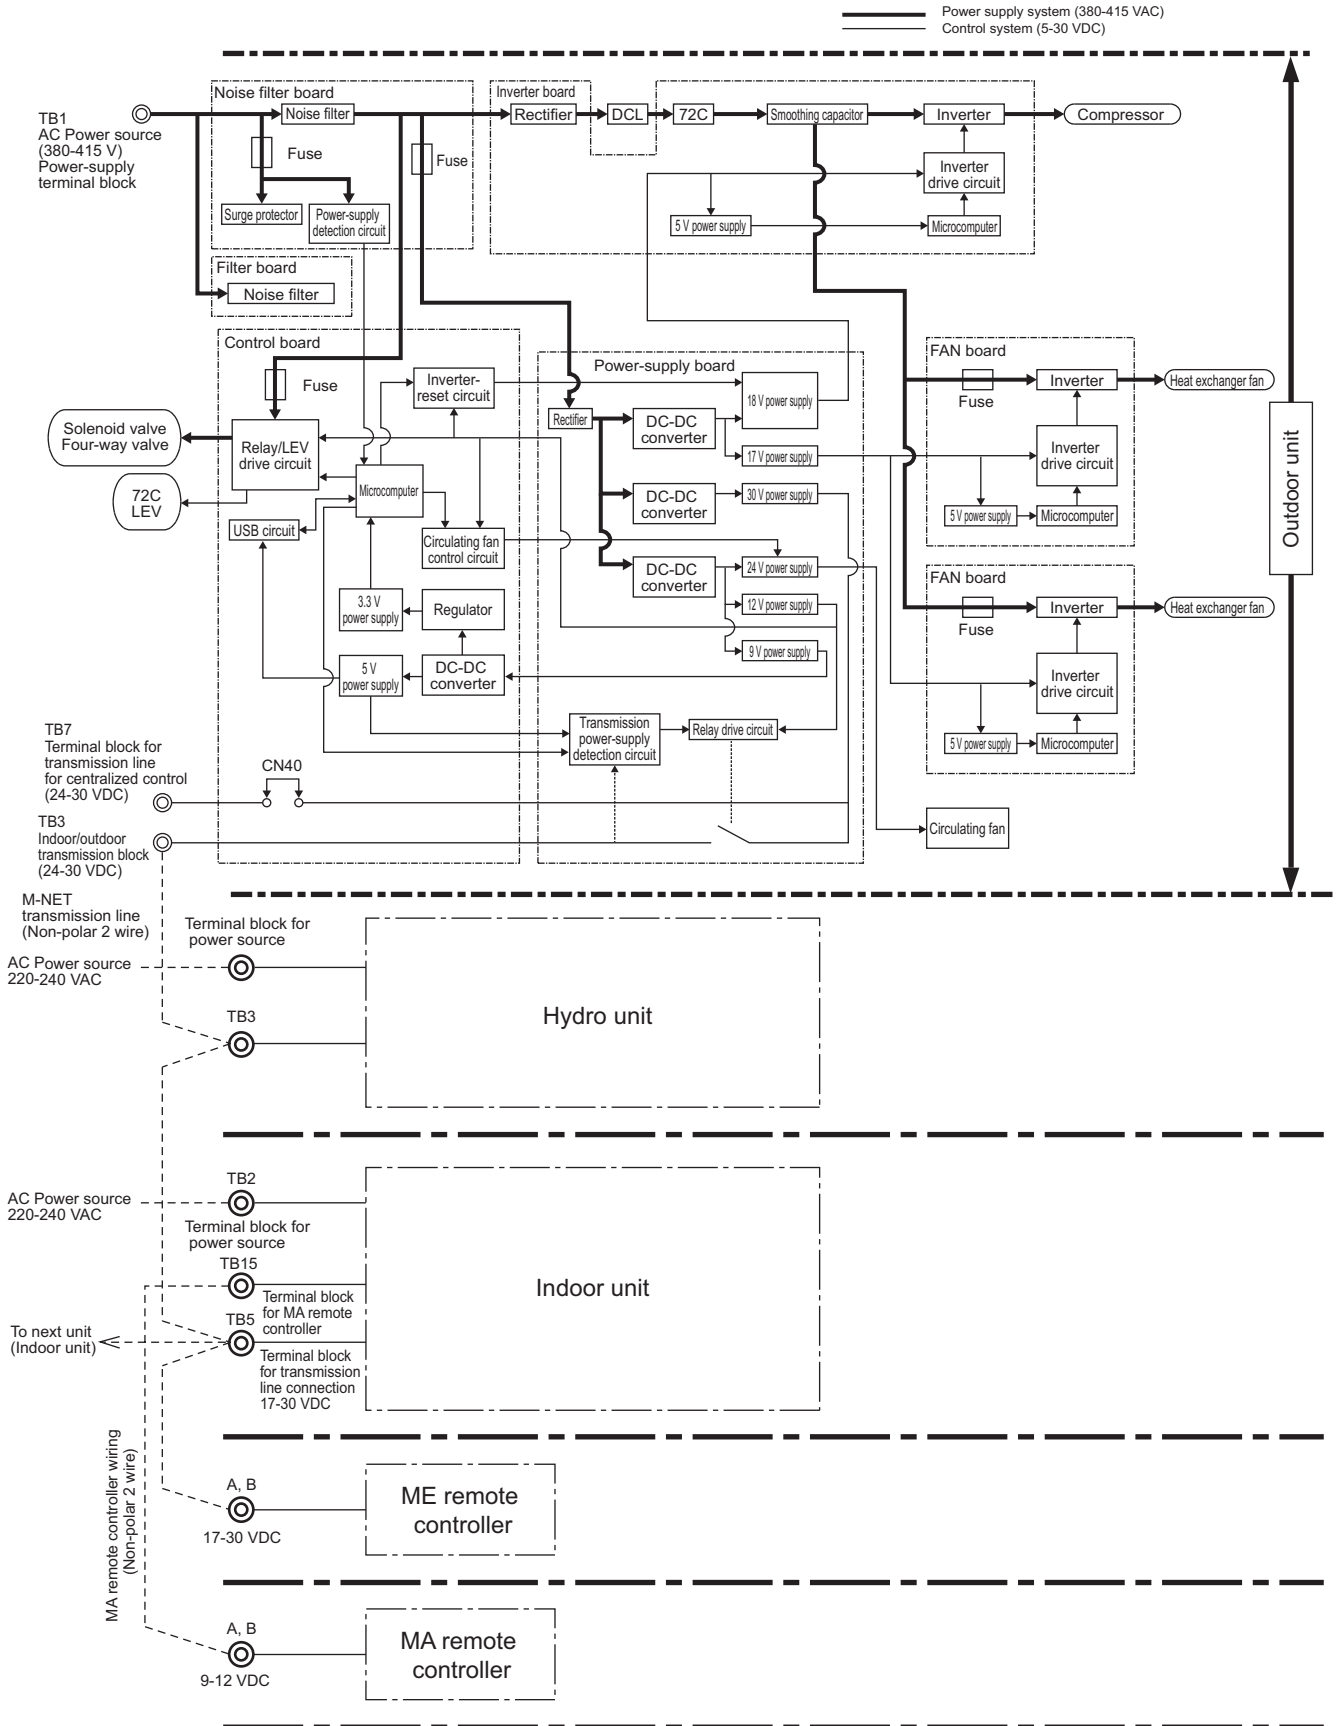 Power supply system (380-415 VAC)
Control system (5-30 VDC)
Noise filter board
Inverter board
TB1
AC Power source
(380-415 V)
Power-supply
terminal block
Noise filter
Rectifier
DCL
72C
Smoothing capacitor
Inverter
Compressor
Fuse
Fuse
Inverter
drive circuit
Surge protector
Power-supply
detection circuit
5 V power supply
Microcomputer
Filter board
Noise filter
Outdoor unit
Control board
Power-supply board
FAN board
Fuse
Inverter-
reset circuit
18 V power supply
Fuse
Inverter
Heat exchanger fan
Solenoid valve
Four-way valve
Relay/LEV
drive circuit
Rectifier
DC-DC
converter
17 V power supply
Inverter
drive circuit
72C
LEV
Microcomputer
DC-DC
converter
30 V power supply
5 V power supply
Microcomputer
USB circuit
Circulating fan
control circuit
DC-DC
converter
24 V power supply
FAN board
3.3 V
power supply
Regulator
12 V power supply
Fuse
Inverter
Heat exchanger fan
5 V
power supply
DC-DC
converter
9 V power supply
Inverter
drive circuit
TB7
Terminal block for
transmission line
for centralized control
(24-30 VDC)
CN40
Transmission
power-supply
detection circuit
Relay drive circuit
5 V power supply
Microcomputer
TB3
Indoor/outdoor
transmission block
(24-30 VDC)
Circulating fan
M-NET
transmission line
(Non-polar 2 wire)
Terminal block for
power source
AC Power source
220-240 VAC
TB3
Hydro unit
TB2
AC Power source
220-240 VAC
Terminal block for
power source
TB15
Terminal block
for MA remote
controller
Indoor unit
To next unit
(Indoor unit)
TB5
Terminal block
for transmission
line connection
17-30 VDC
MA remote controller wiring
(Non-polar 2 wire)
A, B
17-30 VDC
ME remote
controller
A, B
9-12 VDC
MA remote
controller